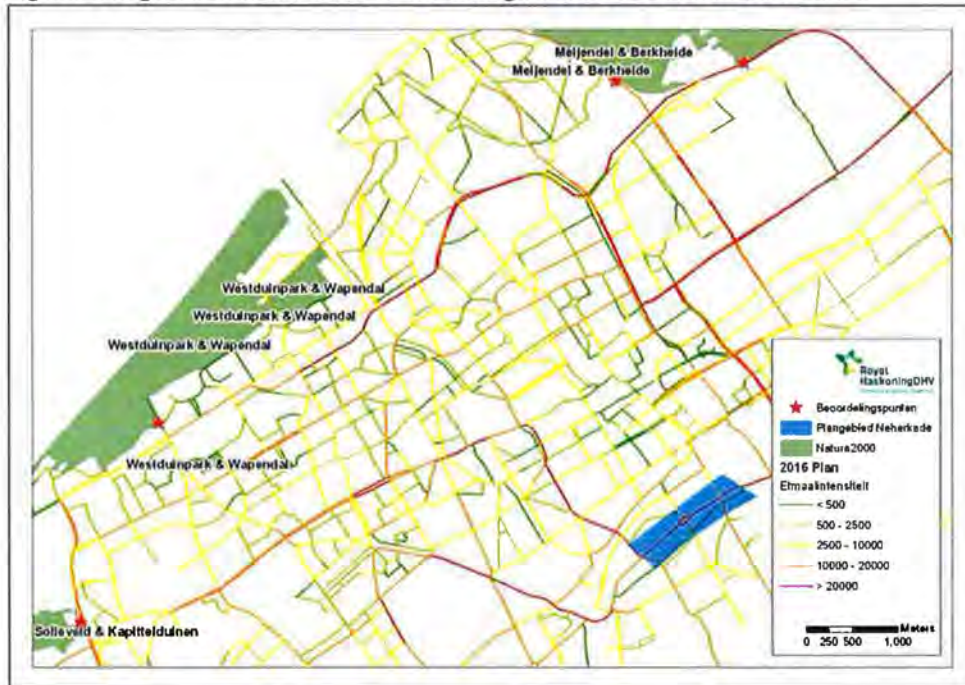 Meijendel & Berkheide
Meijendel & Berkheide
Westduinpark & Wapendal
Westduinpark & Wapendal
Westduinpark & Wapendal
Westduinpark & Wapendal
Solleveld & Kapittelduinen
Royal
HaskoningDHV
Beoordelingspunten
Plangebied Neherkade
Natura2000
2016 Plan
Etmaalintensiteit
< 500
500 - 2500
2500 - 10000
10000 - 20000
> 20000
Meters
0 250 500 1,000